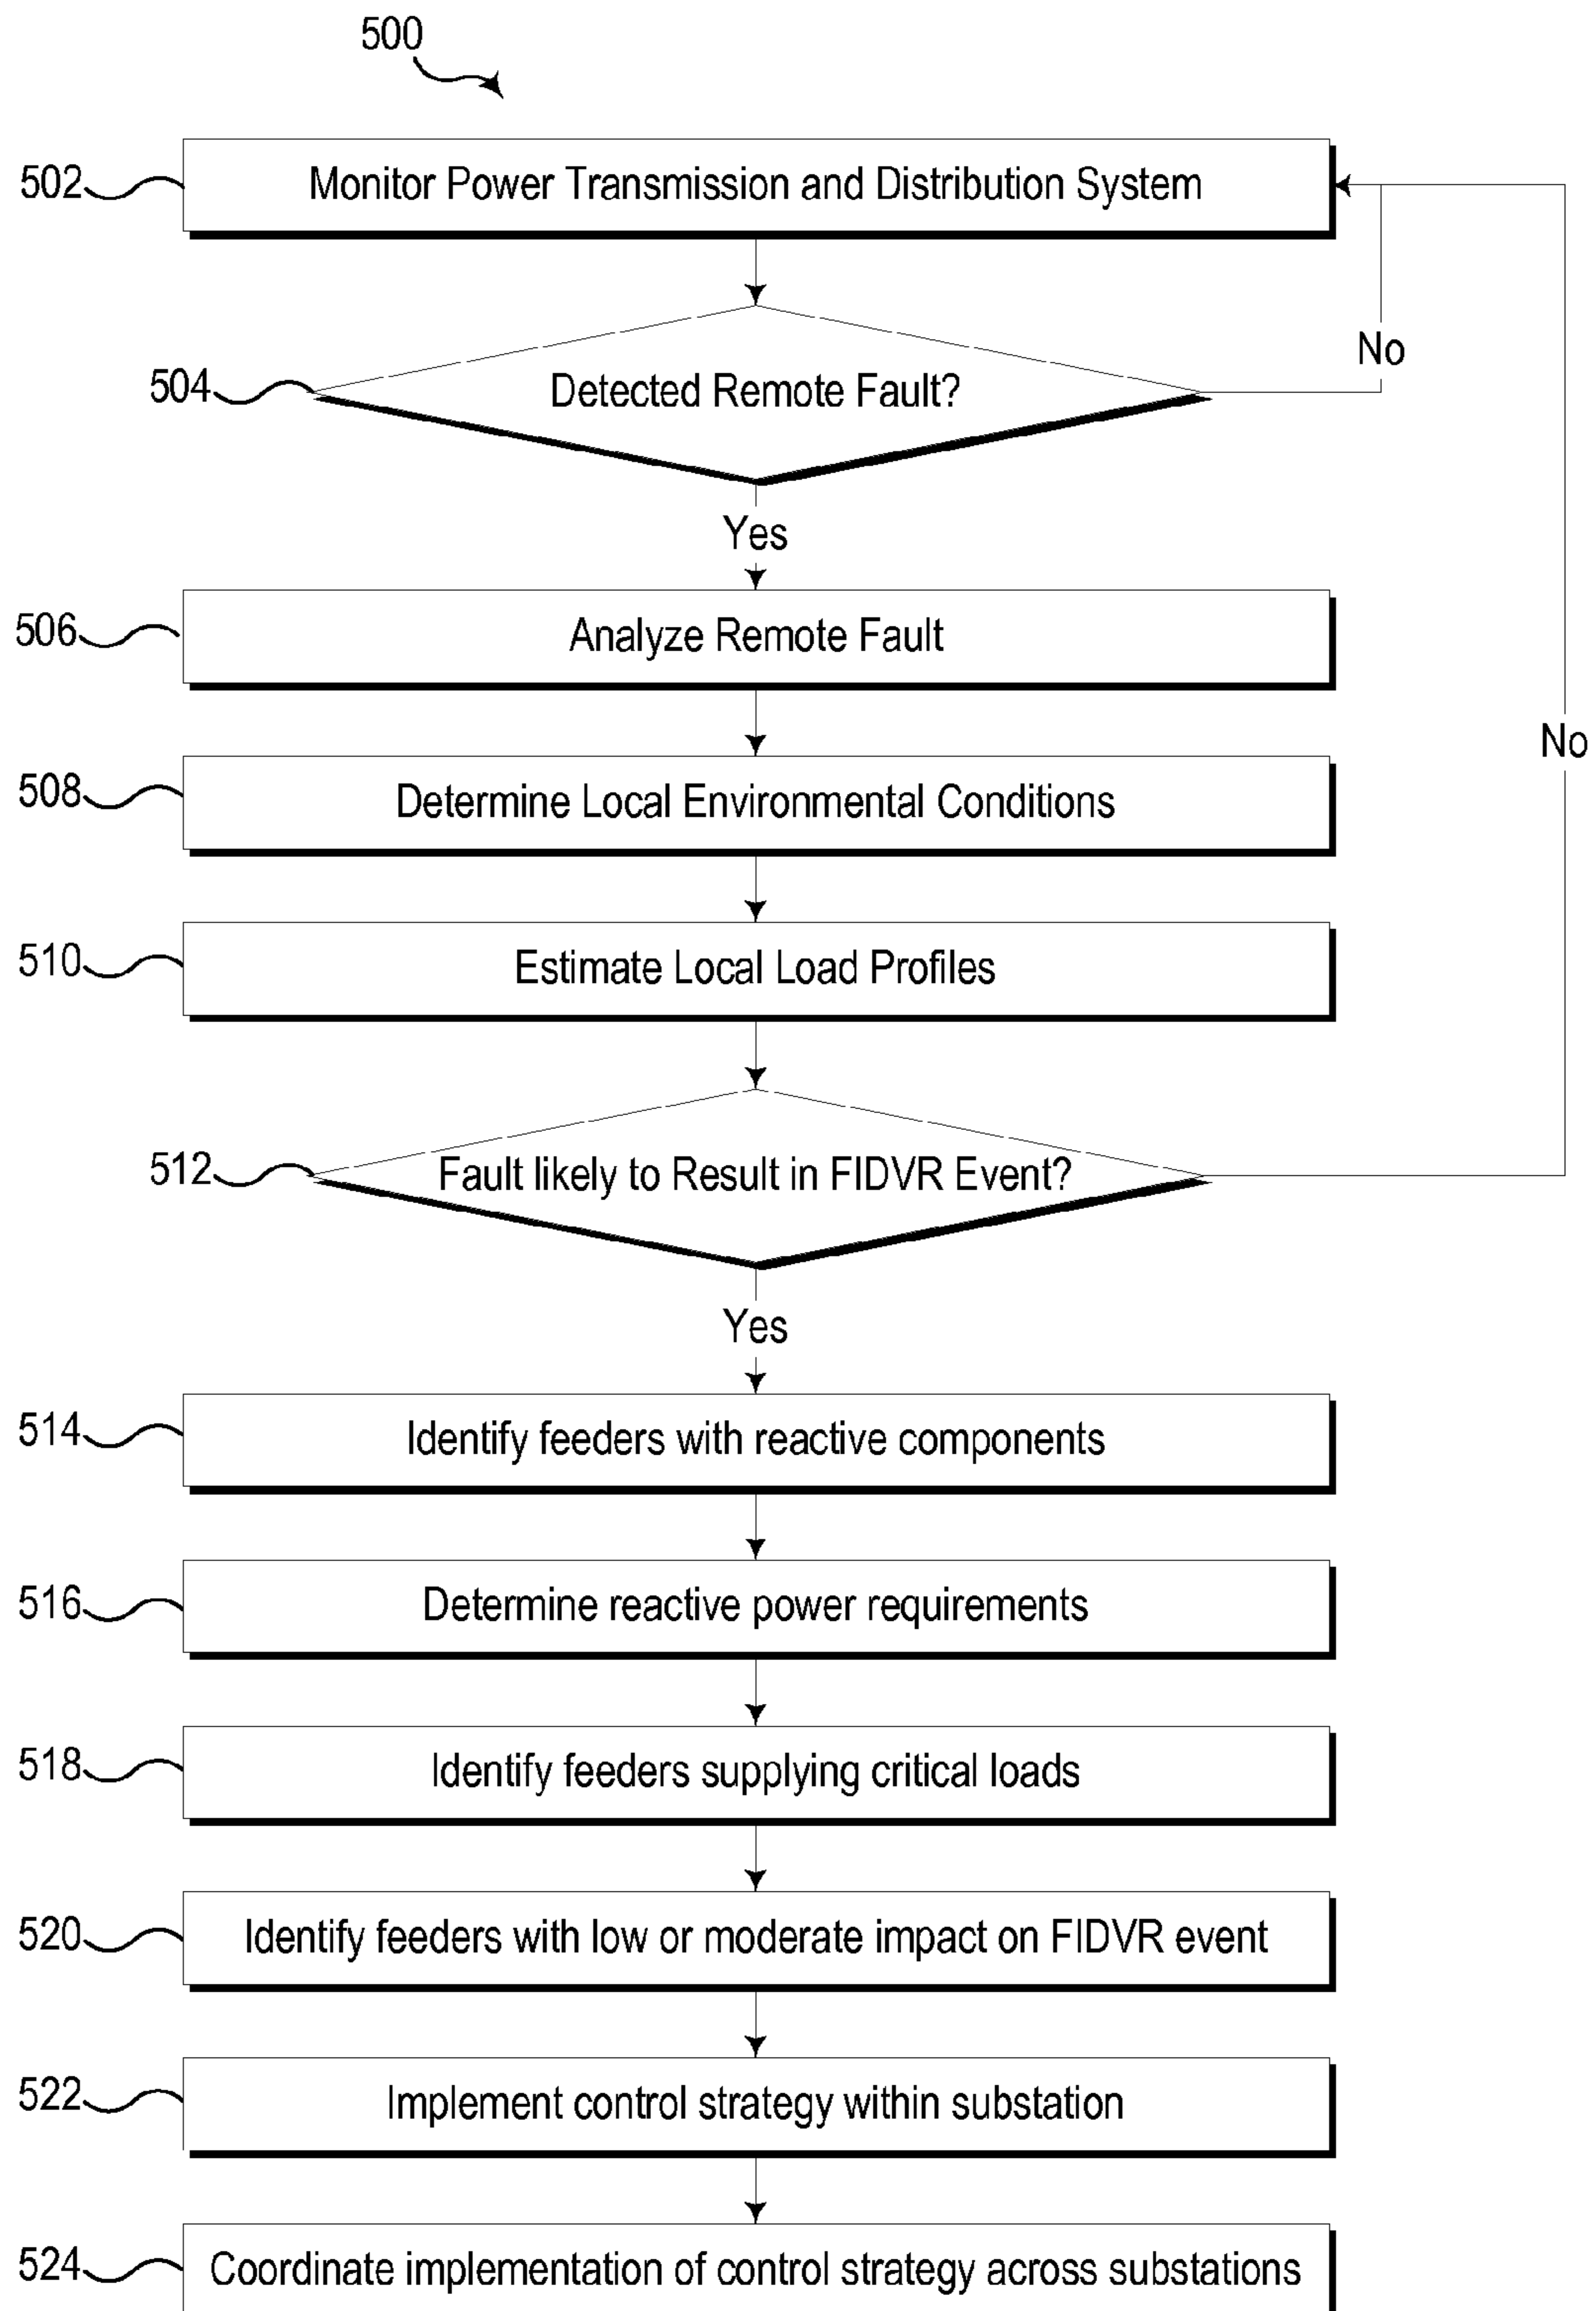 500
502 Monitor Power Transmission and Distribution System
504 Detected Remote Fault?
No
Yes
506 Analyze Remote Fault
508 Determine Local Environmental Conditions
No
510 Estimate Local Load Profiles
512 Fault likely to Result in FIDVR Event?
Yes
514 Identify feeders with reactive components
516 Determine reactive power requirements
518 Identify feeders supplying critical loads
520 Identify feeders with low or moderate impact on FIDVR event
522 Implement control strategy within substation
524 Coordinate implementation of control strategy across substations